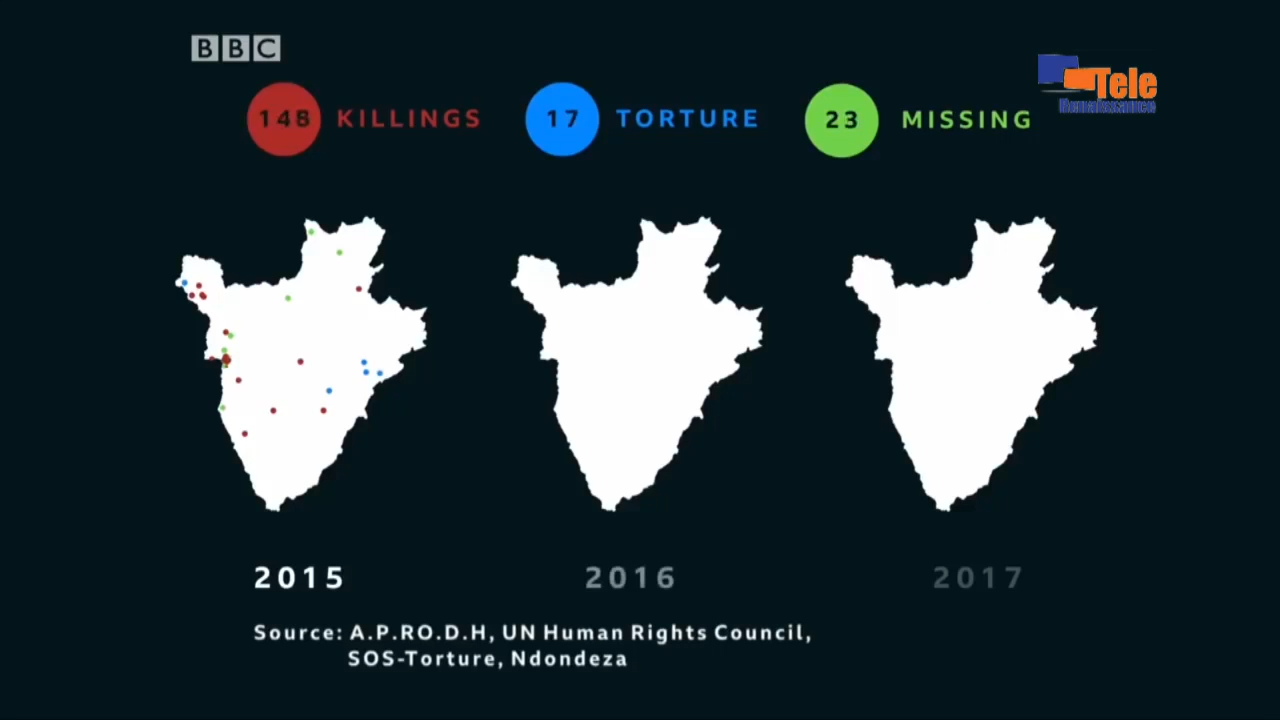 BBC
Tele
Renaissance
148 KILLINGS 17 TORTURE 23 MISSING
2015 2016 2017
Source: A.P.RO.D.H, UN Human Rights Council,
SOS-Torture, Ndondeza